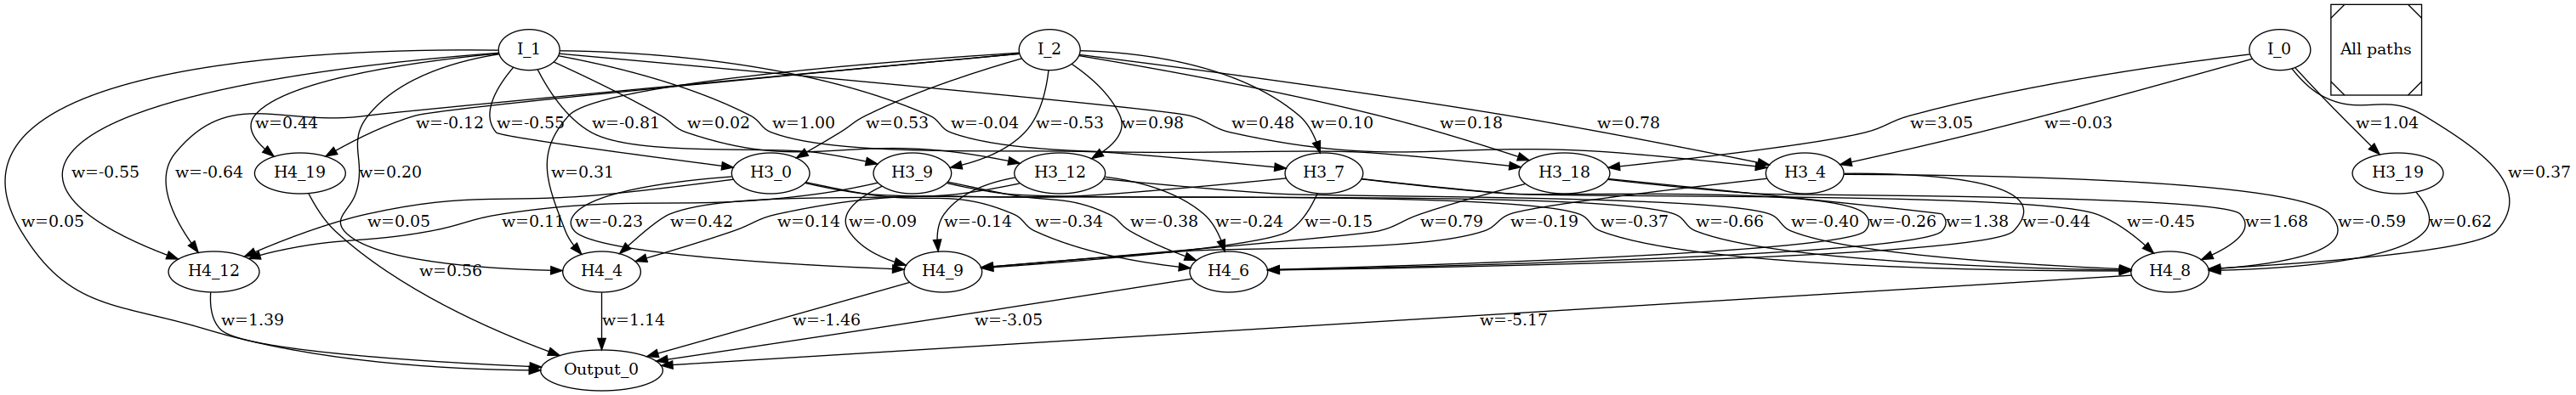 I_1 I_2 I_0 All paths
w=0.44 w=-0.12 w=-0.55 w=-0.81 w=0.02 w=1.00 w=0.53 w=-0.04 w=-0.53 w=0.98 w=0.48 w=0.10 w=0.18 w=0.78 w=3.05 w=-0.03 w=1.04
w=-0.55 w=-0.64 H4_19 w=0.20 w=0.31 H3_0 H3_9 H3_12 H3_7 H3_18 H3_4 H3_19 w=0.37
w=0.05 w=0.05 w=0.11 w=-0.23 w=0.42 w=0.14 w=-0.09 w=-0.14 w=-0.34 w=-0.38 w=-0.24 w=-0.15 w=0.79 w=-0.19 w=-0.37 w=-0.66 w=-0.40 w=-0.26 w=1.38 w=-0.44 w=-0.45 w=1.68 w=-0.59 w=0.62
H4_12 w=0.56 H4_4 H4_9 H4_6 H4_8
w=1.39 w=1.14 w=-1.46 w=-3.05 w=-5.17
Output_0